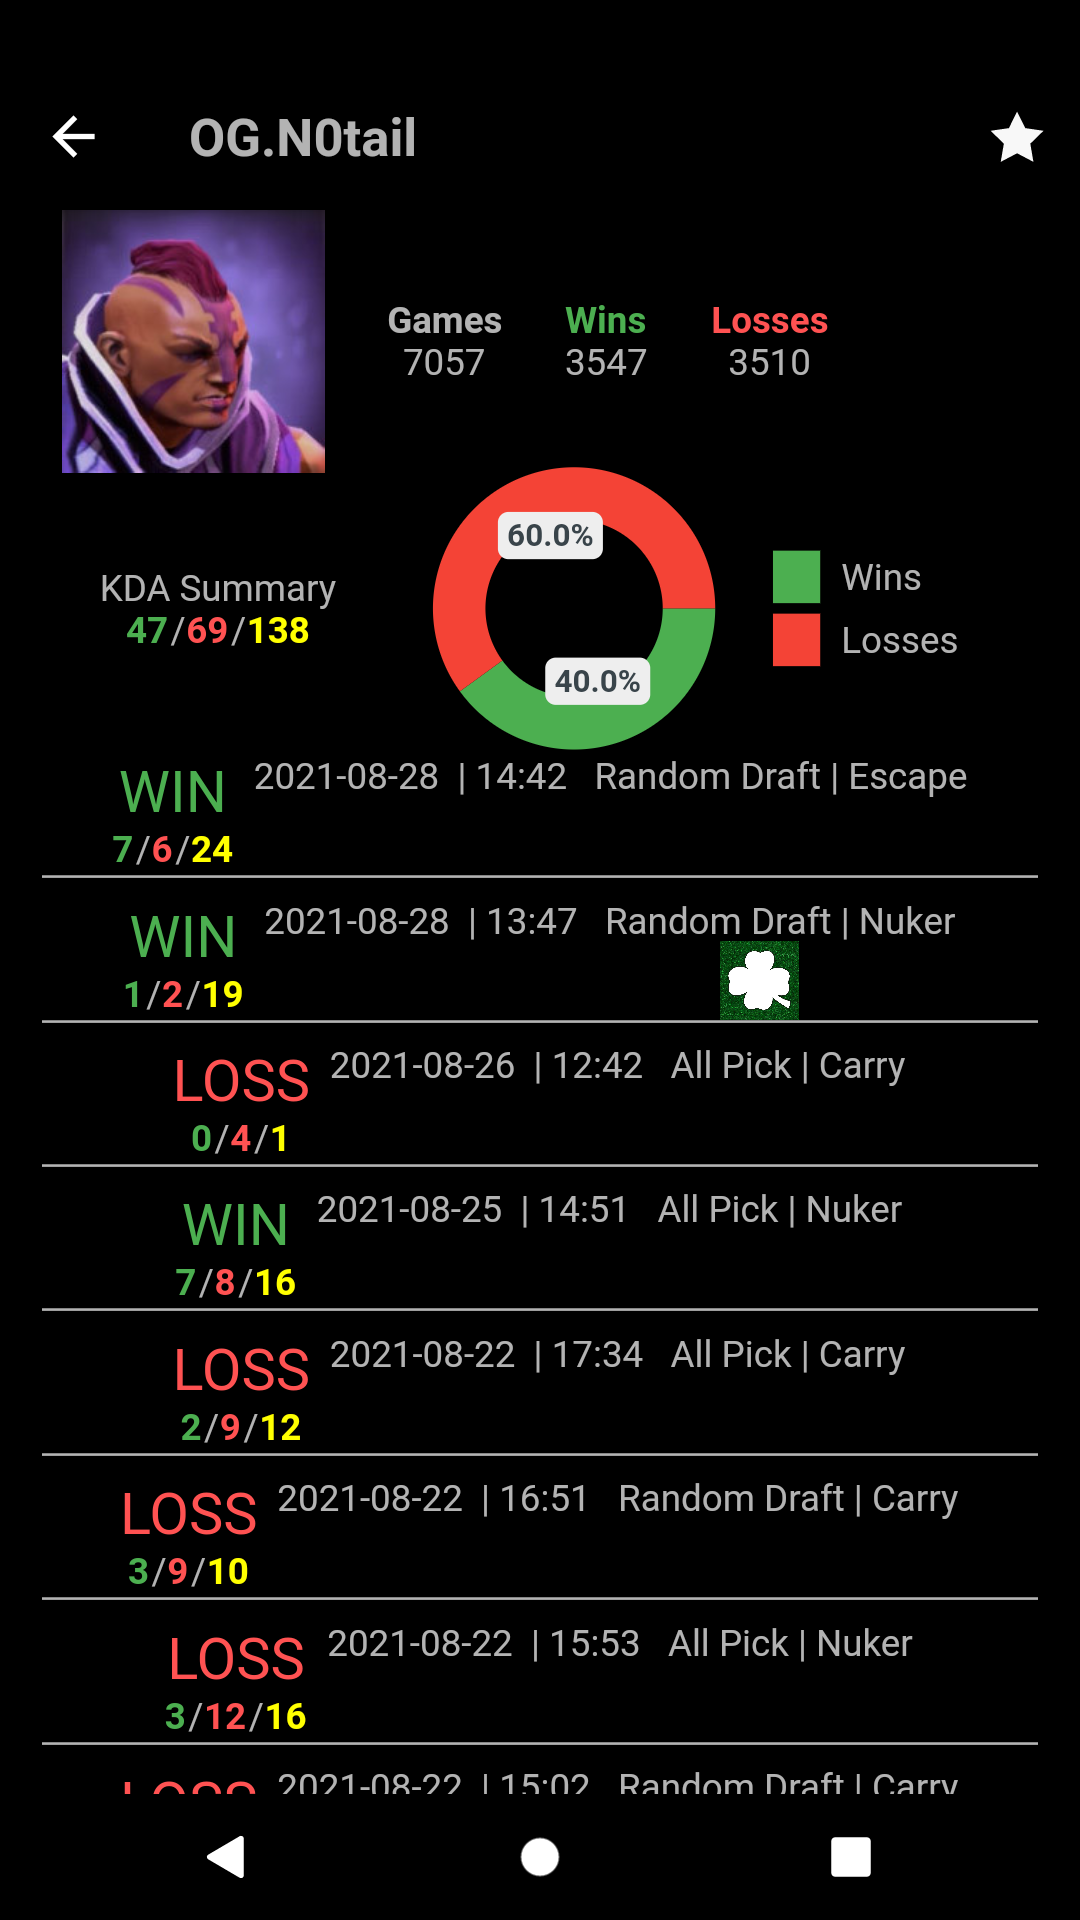 OG.N0tail
Games Wins Losses
7057 3547 3510
60.0%
KDA Summary
47/69/138
40.0%
Wins
Losses
WIN 2021-08-28 | 14:42 Random Draft | Escape
7/6/24
WIN 2021-08-28 | 13:47 Random Draft | Nuker
1/2/19
LOSS 2021-08-26 | 12:42 All Pick | Carry
0/4/1
WIN 2021-08-25 | 14:51 All Pick | Nuker
7/8/16
LOSS 2021-08-22 | 17:34 All Pick | Carry
2/9/12
LOSS 2021-08-22 | 16:51 Random Draft | Carry
3/9/10
LOSS 2021-08-22 | 15:53 All Pick | Nuker
3/12/16
LOSS 2021-08-22 | 15:02 Random Draft | Carry